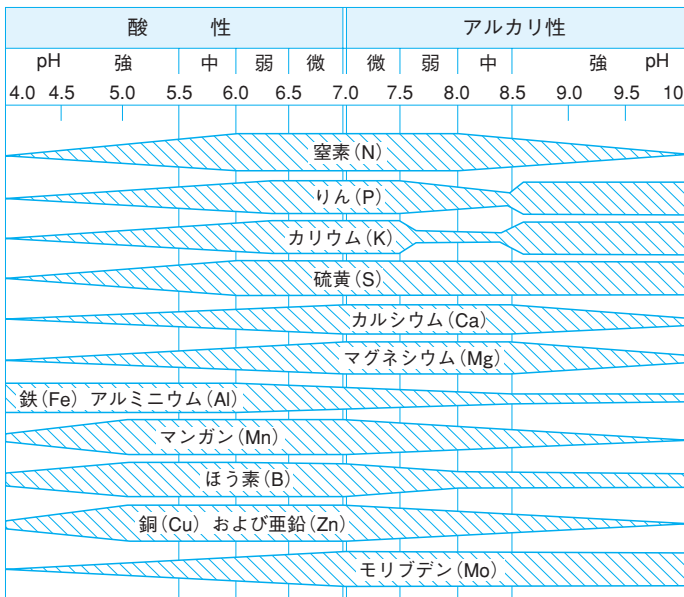 酸性 アルカリ性
pH 強 中 弱 微 微 弱 中 強 pH
4.0 4.5 5.0 5.5 6.0 6.5 7.0 7.5 8.0 8.5 9.0 9.5 10
窒素(N)
りん(P)
カリウム(K)
硫黄(S)
カルシウム(Ca)
マグネシウム(Mg)
鉄(Fe) アルミニウム(Al)
マンガン(Mn)
ほう素(B)
銅(Cu) および亜鉛(Zn)
モリブデン(Mo)